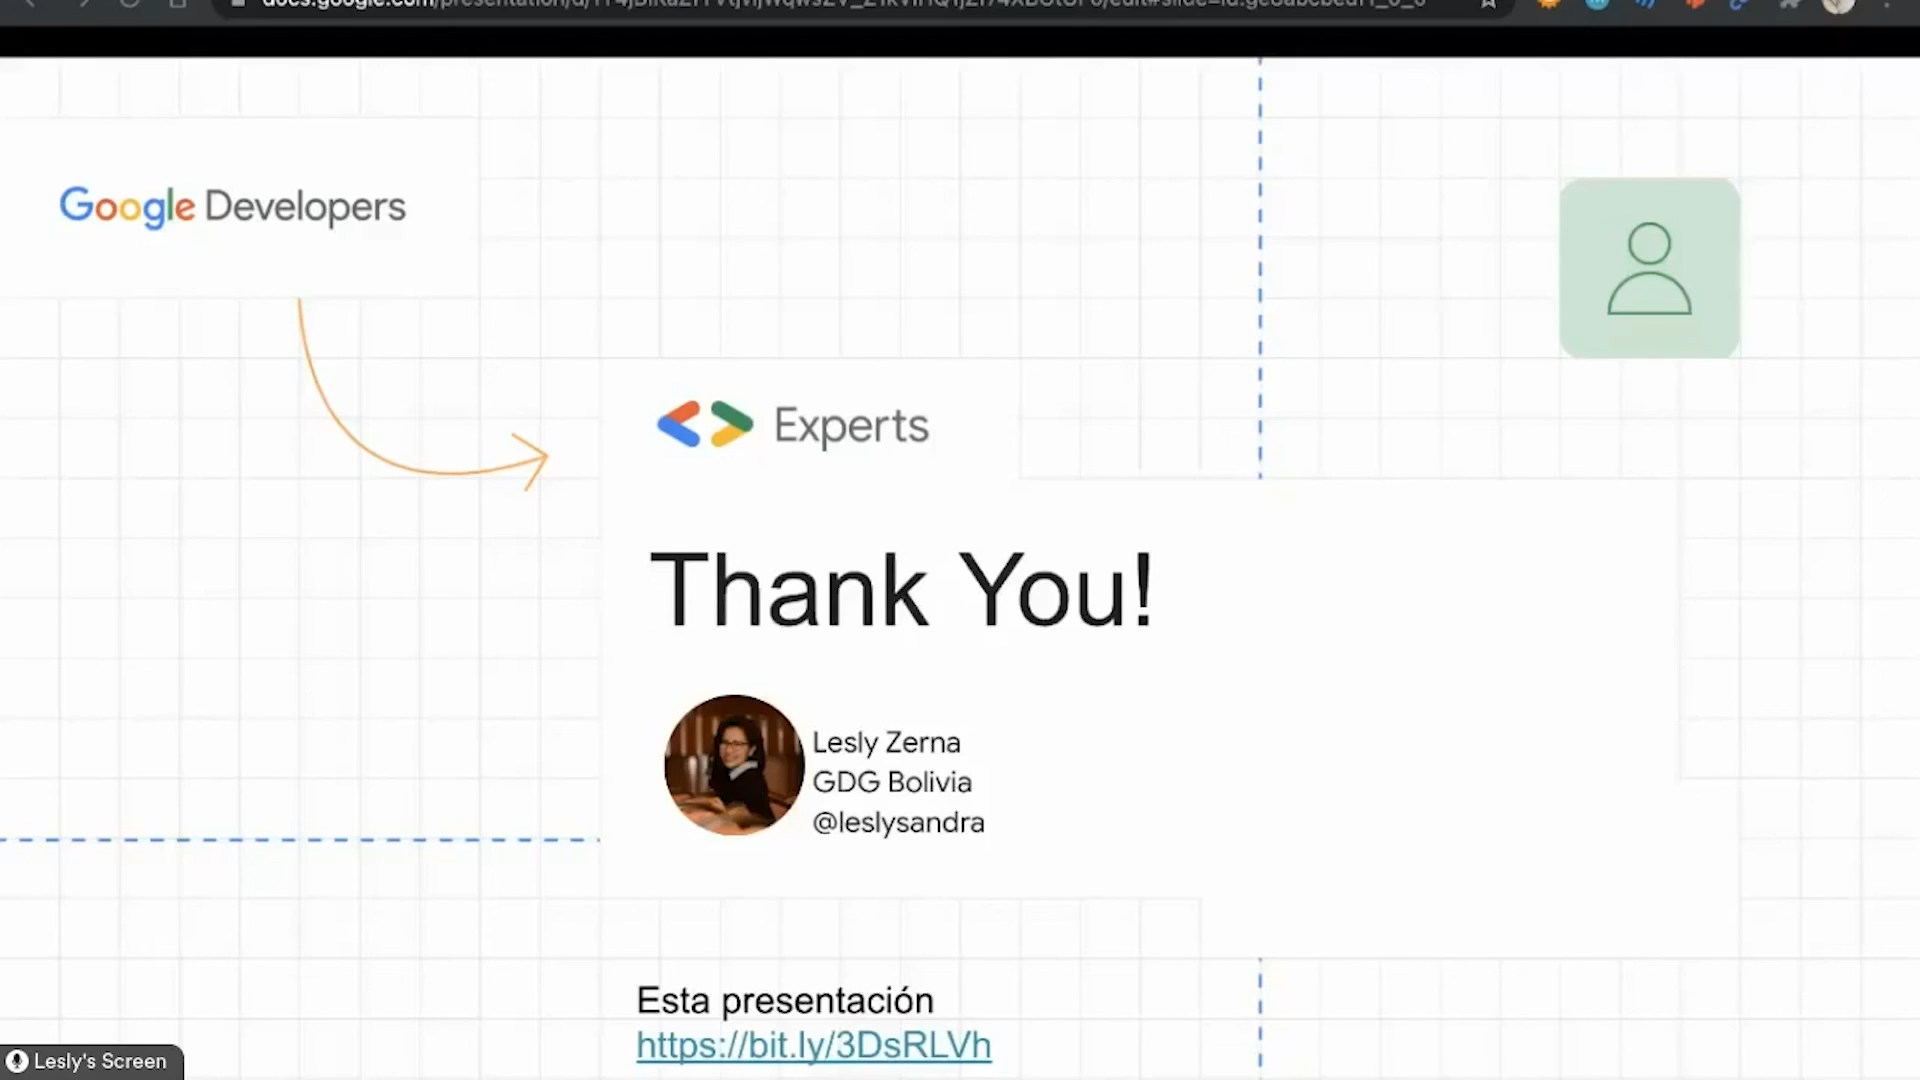 Google Developers
Experts
Thank You!
Lesly Zerna
GDG Bolivia
@leslysandra
Esta presentación
https://bit.ly/3DsRLVh
Lesly's Screen